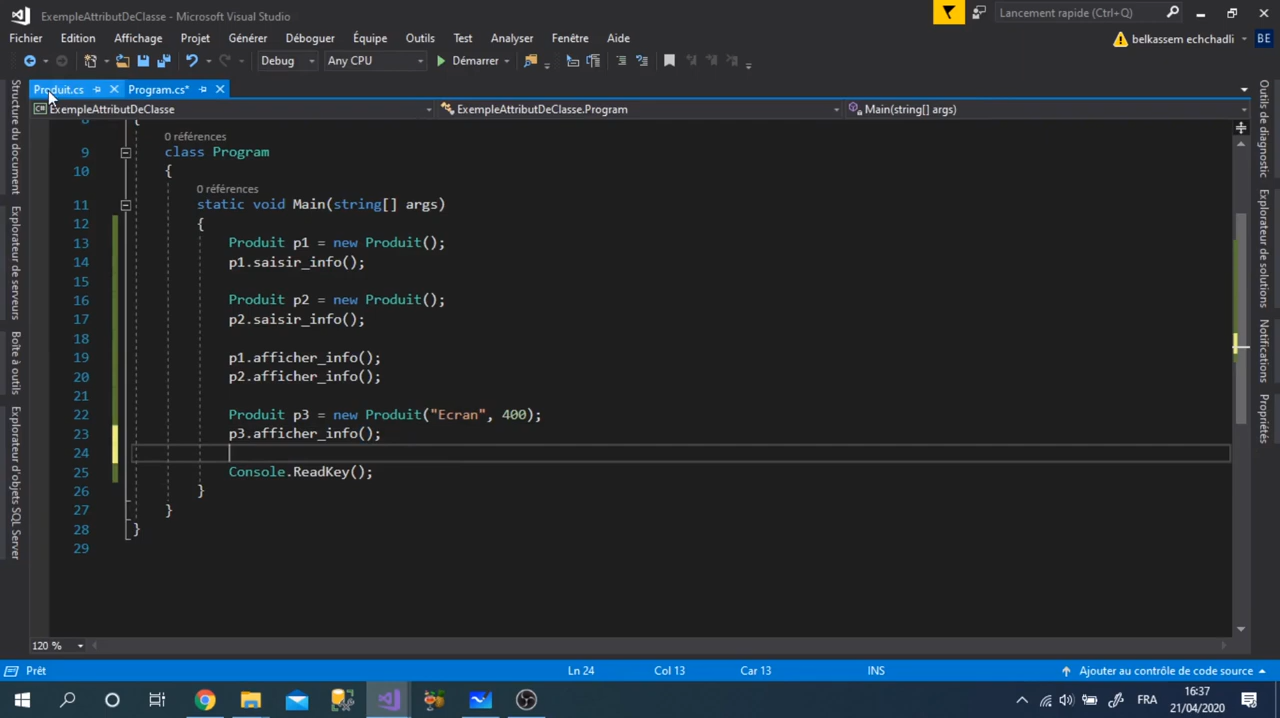 ExempleAttributDeClasse - Microsoft Visual Studio
Lancement rapide (Ctrl+Q)
Fichier Edition Affichage Projet Générer Déboguer Équipe Outils Test Analyser Fenêtre Aide
belkassem echchadli BE
Debug Any CPU Démarrer
Produit.cs Program.cs*
ExempleAttributDeClasse ExempleAttributDeClasse.Program Main(string[] args)
8 {
0 références
9 class Program
10 {
0 références
11 static void Main(string[] args)
12 {
13 Produit p1 = new Produit();
14 p1.saisir_info();
15
16 Produit p2 = new Produit();
17 p2.saisir_info();
18
19 p1.afficher_info();
20 p2.afficher_info();
21
22 Produit p3 = new Produit("Ecran", 400);
23 p3.afficher_info();
24
25 Console.ReadKey();
26 }
27 }
28 }
29
Structure du document
Explorateur de serveurs
Boîte à outils
Explorateur d'objets SQL Server
Outils de diagnostic
Explorateur de solutions
Notifications
Propriétés
120 %
Prêt Ln 24 Col 13 Car 13 INS Ajouter au contrôle de code source
FRA
16:37
21/04/2020